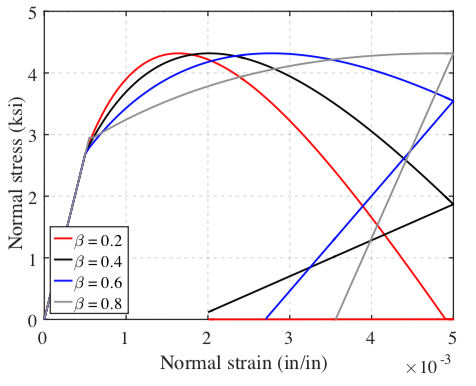 5
4
3
2
1
0
Normal stress (ksi)
β = 0.2
β = 0.4
β = 0.6
β = 0.8
0 1 2 3 4 5
Normal strain (in/in)
×10⁻³